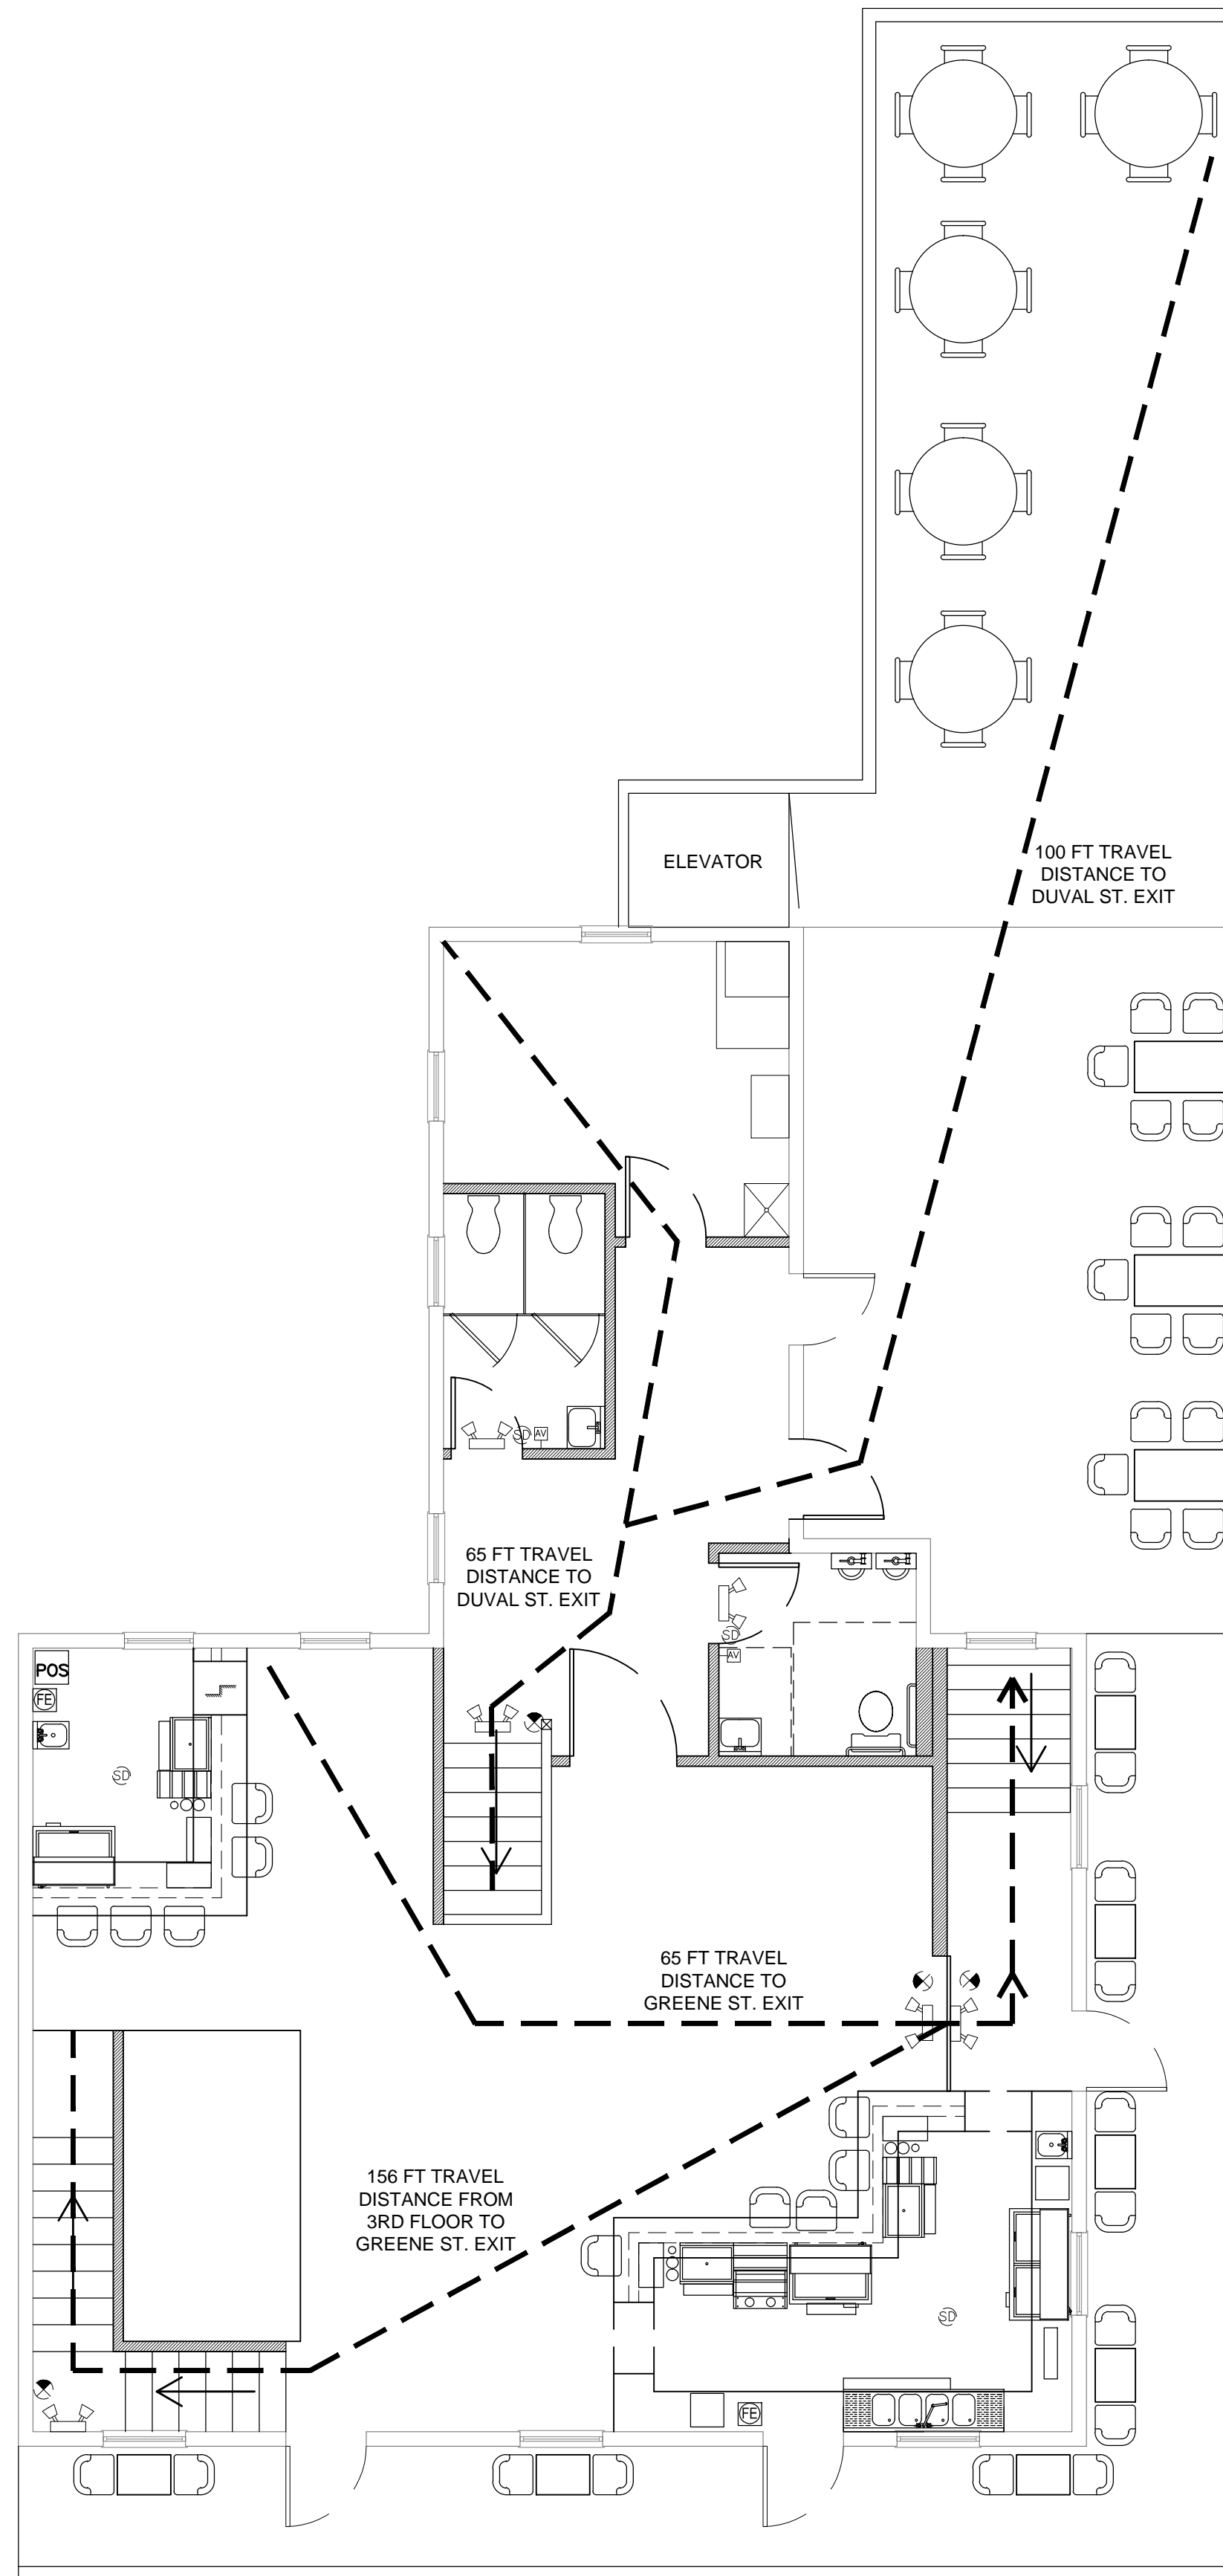 ELEVATOR
100 FT TRAVEL
DISTANCE TO
DUVAL ST. EXIT
SD
AV
65 FT TRAVEL
DISTANCE TO
DUVAL ST. EXIT
SD
AV
POS
FE
SD
65 FT TRAVEL
DISTANCE TO
GREENE ST. EXIT
156 FT TRAVEL
DISTANCE FROM
3RD FLOOR TO
GREENE ST. EXIT
SD
FE